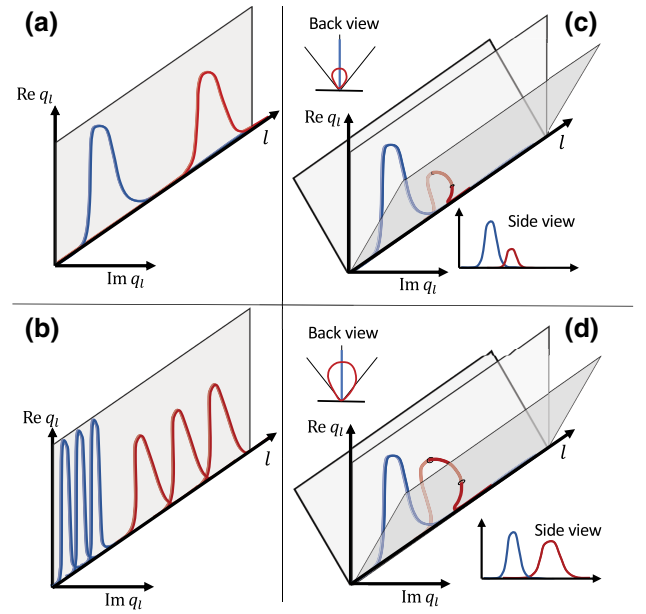 (a)
Re q_l
l
Im q_l
(c)
Back view
Re q_l
l
Side view
Im q_l
(b)
Re q_l
l
Im q_l
(d)
Back view
Re q_l
l
Side view
Im q_l